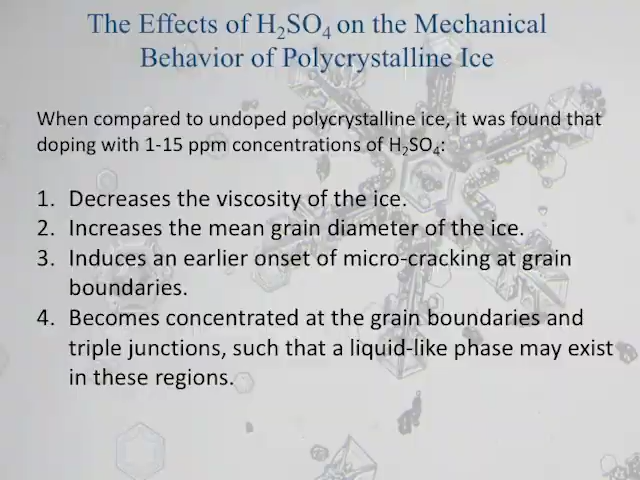 The Effects of H₂SO₄ on the Mechanical
Behavior of Polycrystalline Ice
When compared to undoped polycrystalline ice, it was found that
doping with 1-15 ppm concentrations of H₂SO₄:
1. Decreases the viscosity of the ice.
2. Increases the mean grain diameter of the ice.
3. Induces an earlier onset of micro-cracking at grain
boundaries.
4. Becomes concentrated at the grain boundaries and
triple junctions, such that a liquid-like phase may exist
in these regions.